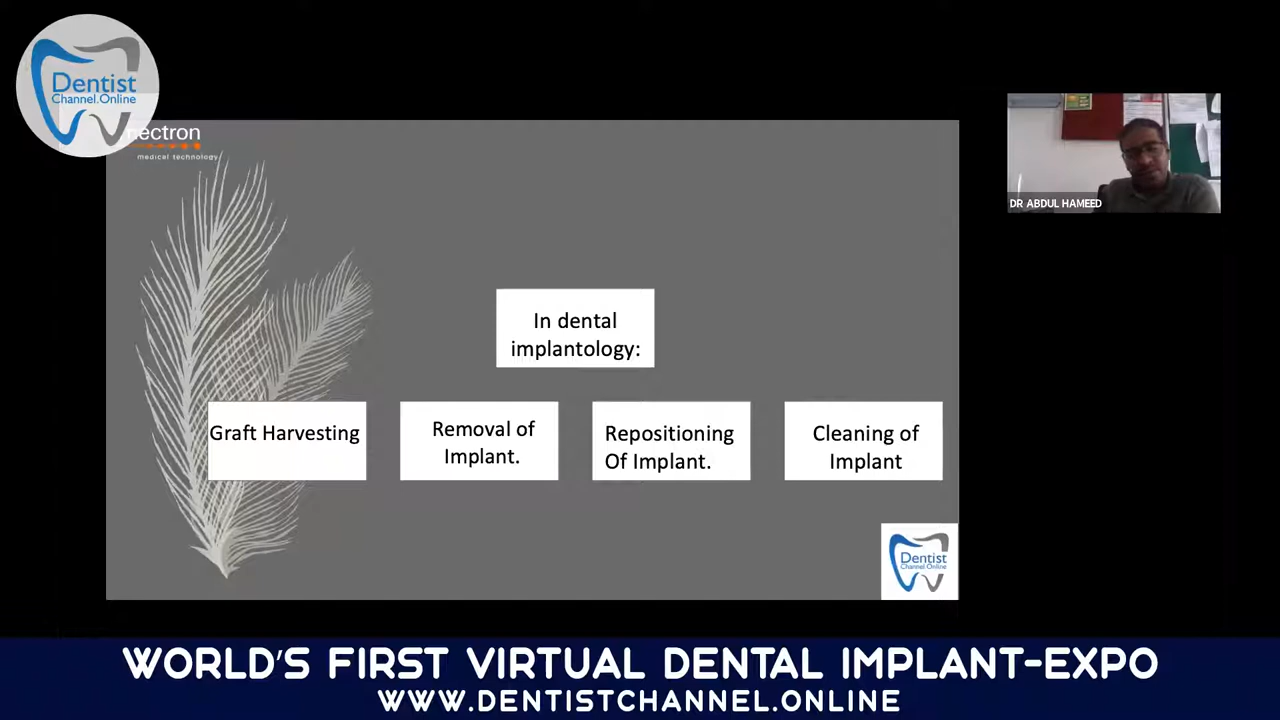 Dentist
Channel.Online
nectron
medical technology
DR ABDUL HAMEED
In dental
implantology:
Graft Harvesting
Removal of
Implant.
Repositioning
Of Implant.
Cleaning of
Implant
Dentist
Channel.Online
WORLD'S FIRST VIRTUAL DENTAL IMPLANT-EXPO
WWW.DENTISTCHANNEL.ONLINE